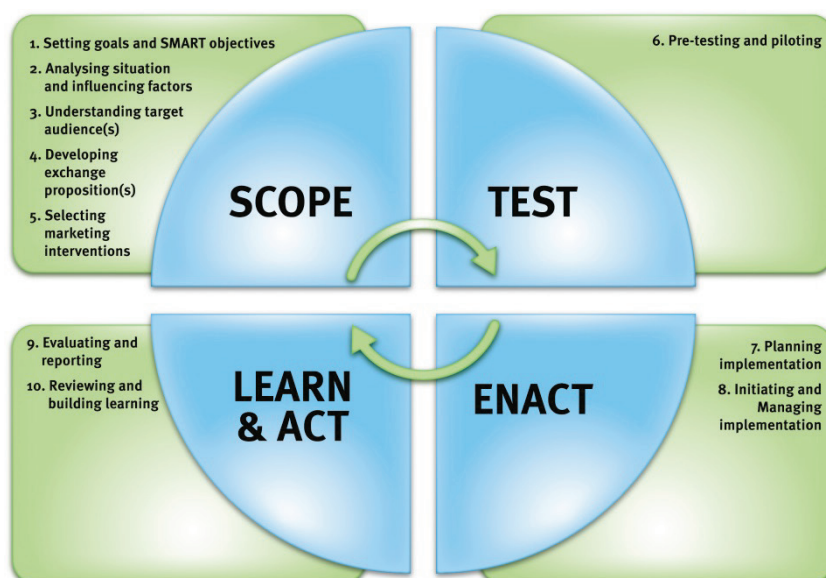 1. Setting goals and SMART objectives
2. Analysing situation
and influencing factors
3. Understanding target
audience(s)
4. Developing
exchange
proposition(s)
5. Selecting
marketing
interventions
SCOPE
6. Pre-testing and piloting
TEST
9. Evaluating and
reporting
10. Reviewing and
building learning
LEARN
& ACT
7. Planning
implementation
8. Initiating and
Managing
implementation
ENACT